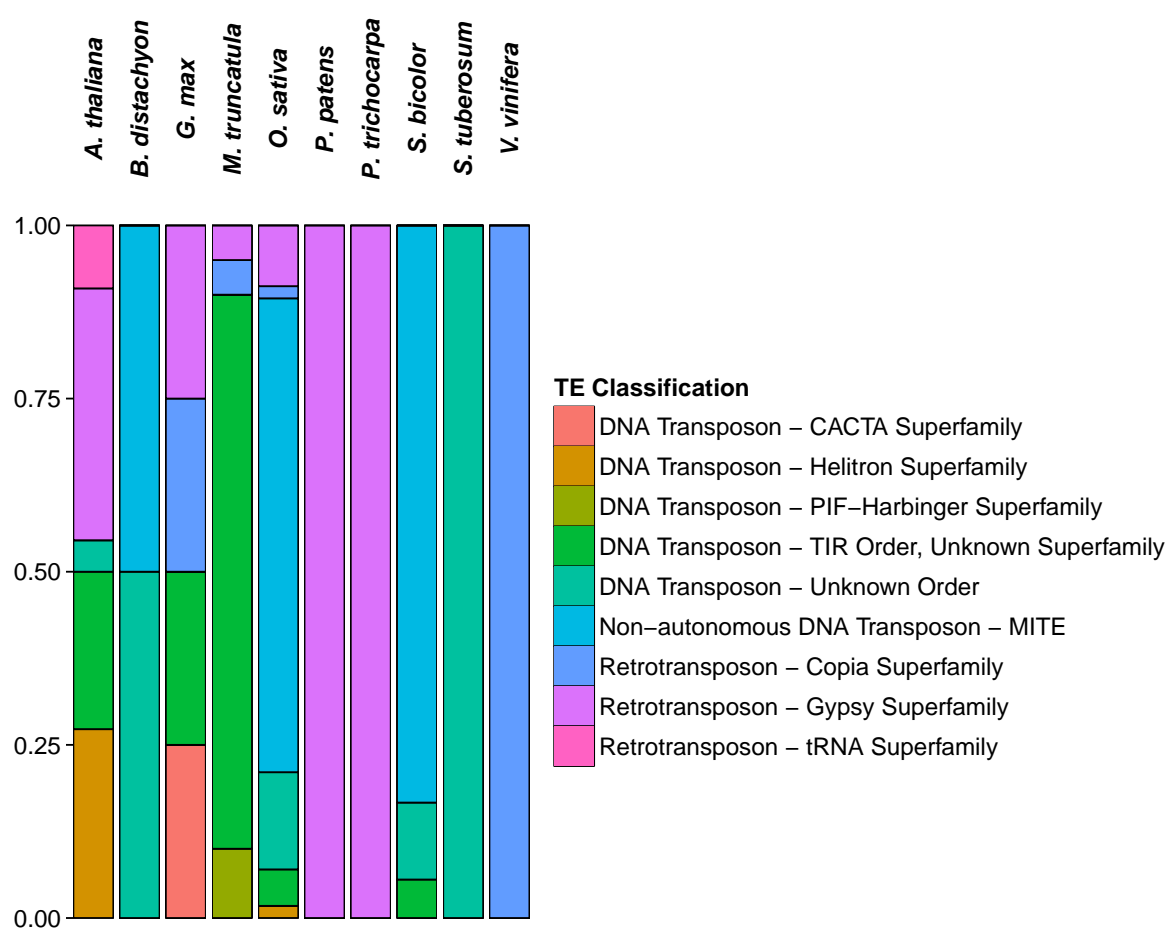 A. thaliana
B. distachyon
G. max
M. truncatula
O. sativa
P. patens
P. trichocarpa
S. bicolor
S. tuberosum
V. vinifera
1.00
0.75
0.50
0.25
0.00
TE Classification
DNA Transposon − CACTA Superfamily
DNA Transposon − Helitron Superfamily
DNA Transposon − PIF−Harbinger Superfamily
DNA Transposon − TIR Order, Unknown Superfamily
DNA Transposon − Unknown Order
Non−autonomous DNA Transposon − MITE
Retrotransposon − Copia Superfamily
Retrotransposon − Gypsy Superfamily
Retrotransposon − tRNA Superfamily